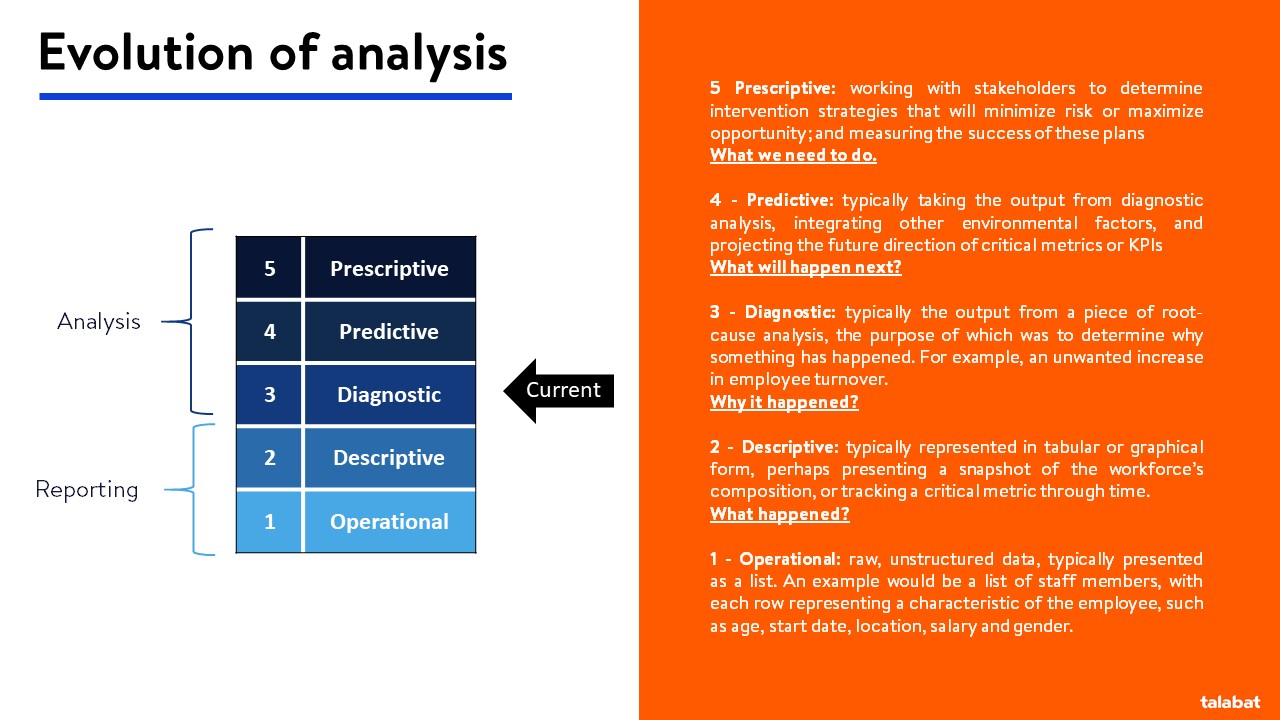 Evolution of analysis
5 Prescriptive
4 Predictive
3 Diagnostic
2 Descriptive
1 Operational
Analysis
Reporting
Current
5 Prescriptive: working with stakeholders to determine
intervention strategies that will minimize risk or maximize
opportunity; and measuring the success of these plans
What we need to do.
4 - Predictive: typically taking the output from diagnostic
analysis, integrating other environmental factors, and
projecting the future direction of critical metrics or KPIs
What will happen next?
3 - Diagnostic: typically the output from a piece of root-
cause analysis, the purpose of which was to determine why
something has happened. For example, an unwanted increase
in employee turnover.
Why it happened?
2 - Descriptive: typically represented in tabular or graphical
form, perhaps presenting a snapshot of the workforce's
composition, or tracking a critical metric through time.
What happened?
1 - Operational: raw, unstructured data, typically presented
as a list. An example would be a list of staff members, with
each row representing a characteristic of the employee, such
as age, start date, location, salary and gender.
talabat